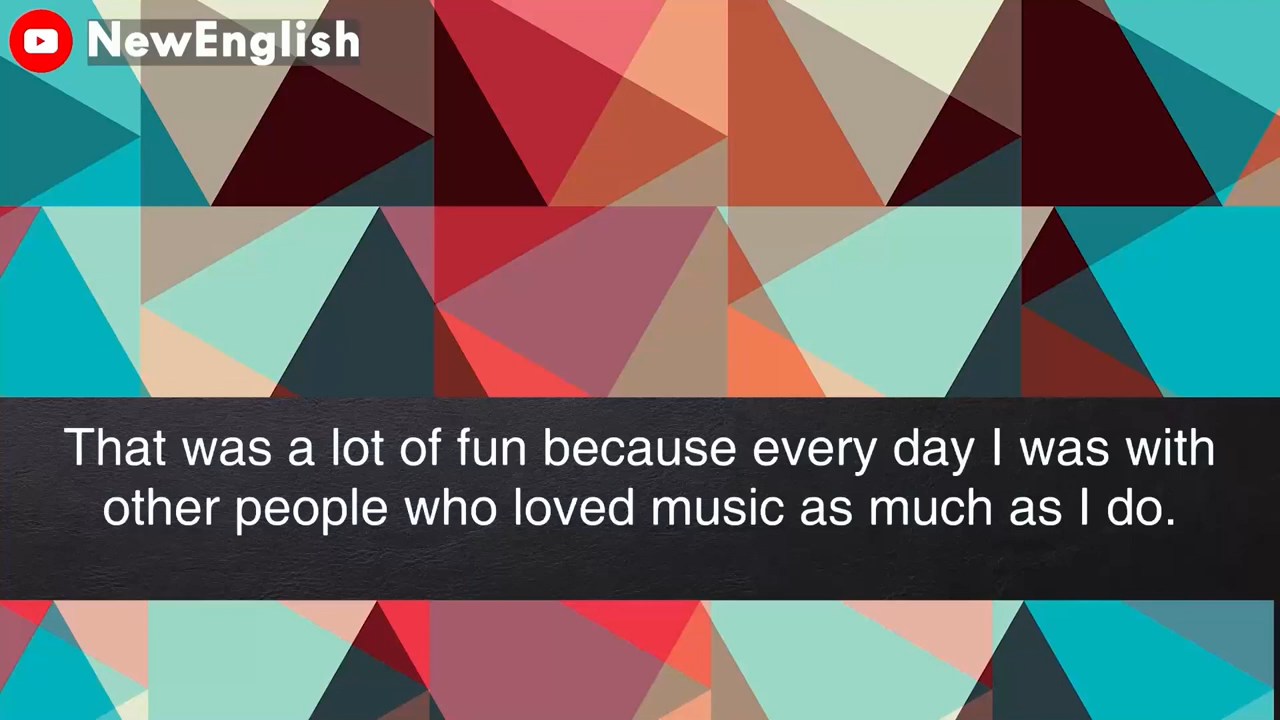 NewEnglish
That was a lot of fun because every day I was with
other people who loved music as much as I do.